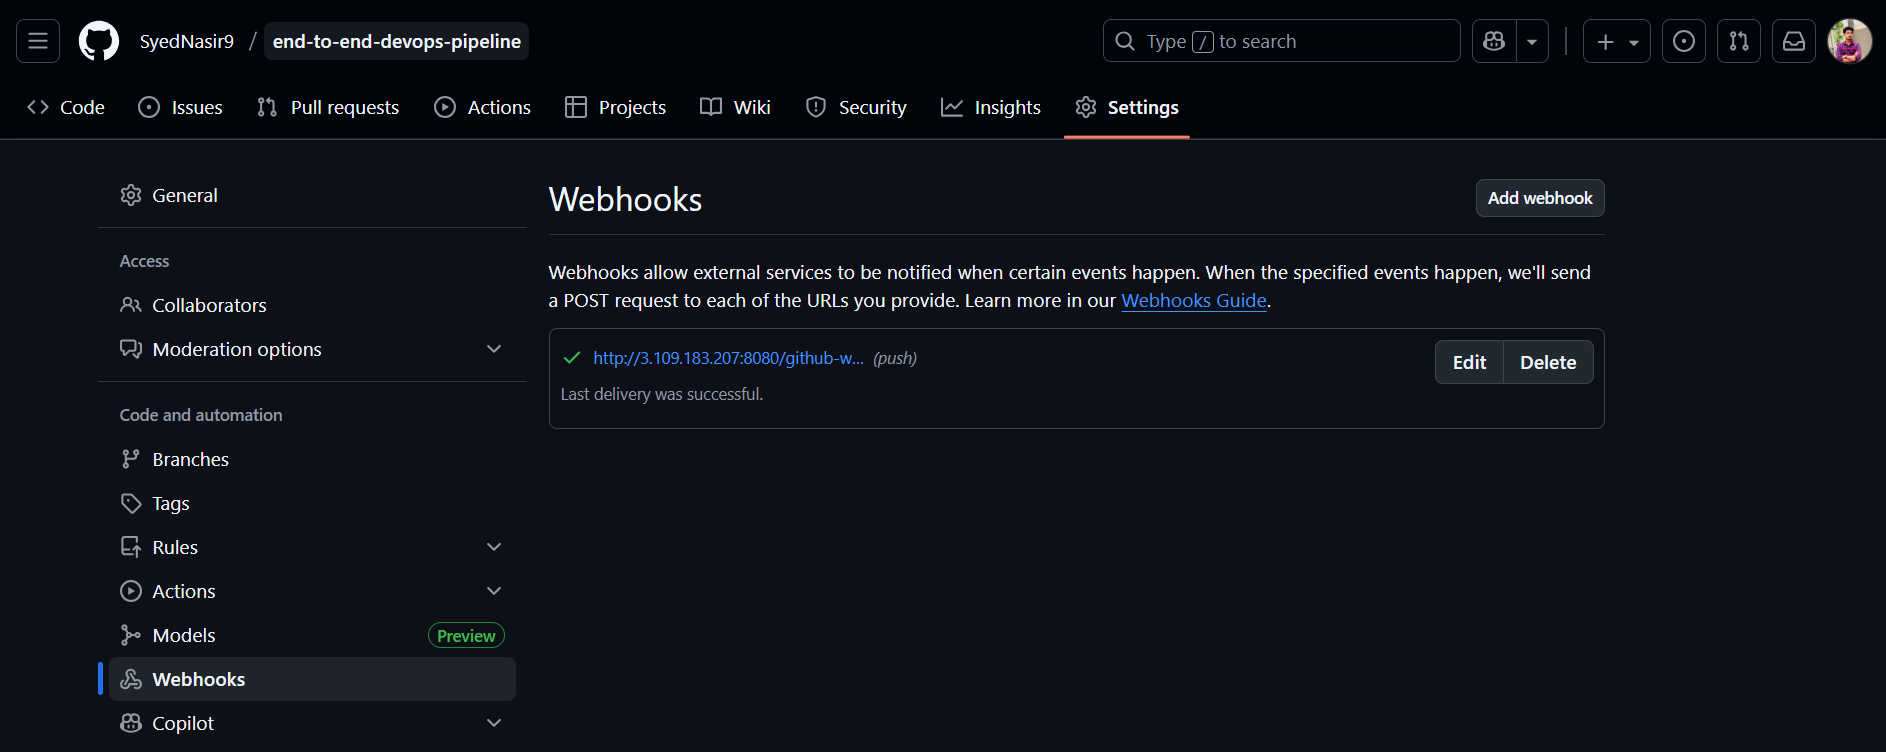 SyedNasir9 / end-to-end-devops-pipeline
Type / to search
Code
Issues
Pull requests
Actions
Projects
Wiki
Security
Insights
Settings
General
Access
Collaborators
Moderation options
Code and automation
Branches
Tags
Rules
Actions
Models Preview
Webhooks
Copilot
Webhooks
Add webhook
Webhooks allow external services to be notified when certain events happen. When the specified events happen, we'll send
a POST request to each of the URLs you provide. Learn more in our Webhooks Guide.
http://3.109.183.207:8080/github-w... (push)
Edit Delete
Last delivery was successful.